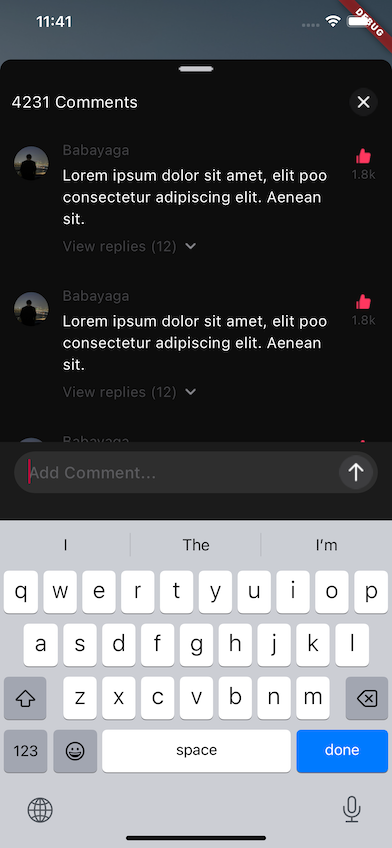 11:41
DEBUG
4231 Comments
Babayaga
Lorem ipsum dolor sit amet, elit poo
consectetur adipiscing elit. Aenean
sit.
1.8k
View replies (12)
Babayaga
Lorem ipsum dolor sit amet, elit poo
consectetur adipiscing elit. Aenean
sit.
1.8k
View replies (12)
Babayaga
Add Comment...
I The I'm
q w e r t y u i o p
a s d f g h j k l
z x c v b n m
123 space done